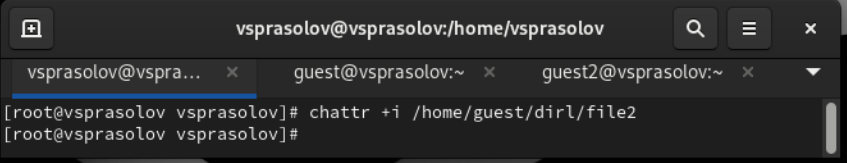 vsprasolov@vsprasolov:/home/vsprasolov
vsprasolov@vspra... guest@vsprasolov:~ guest2@vsprasolov:~
[root@vsprasolov vsprasolov]# chattr +i /home/guest/dirl/file2
[root@vsprasolov vsprasolov]#